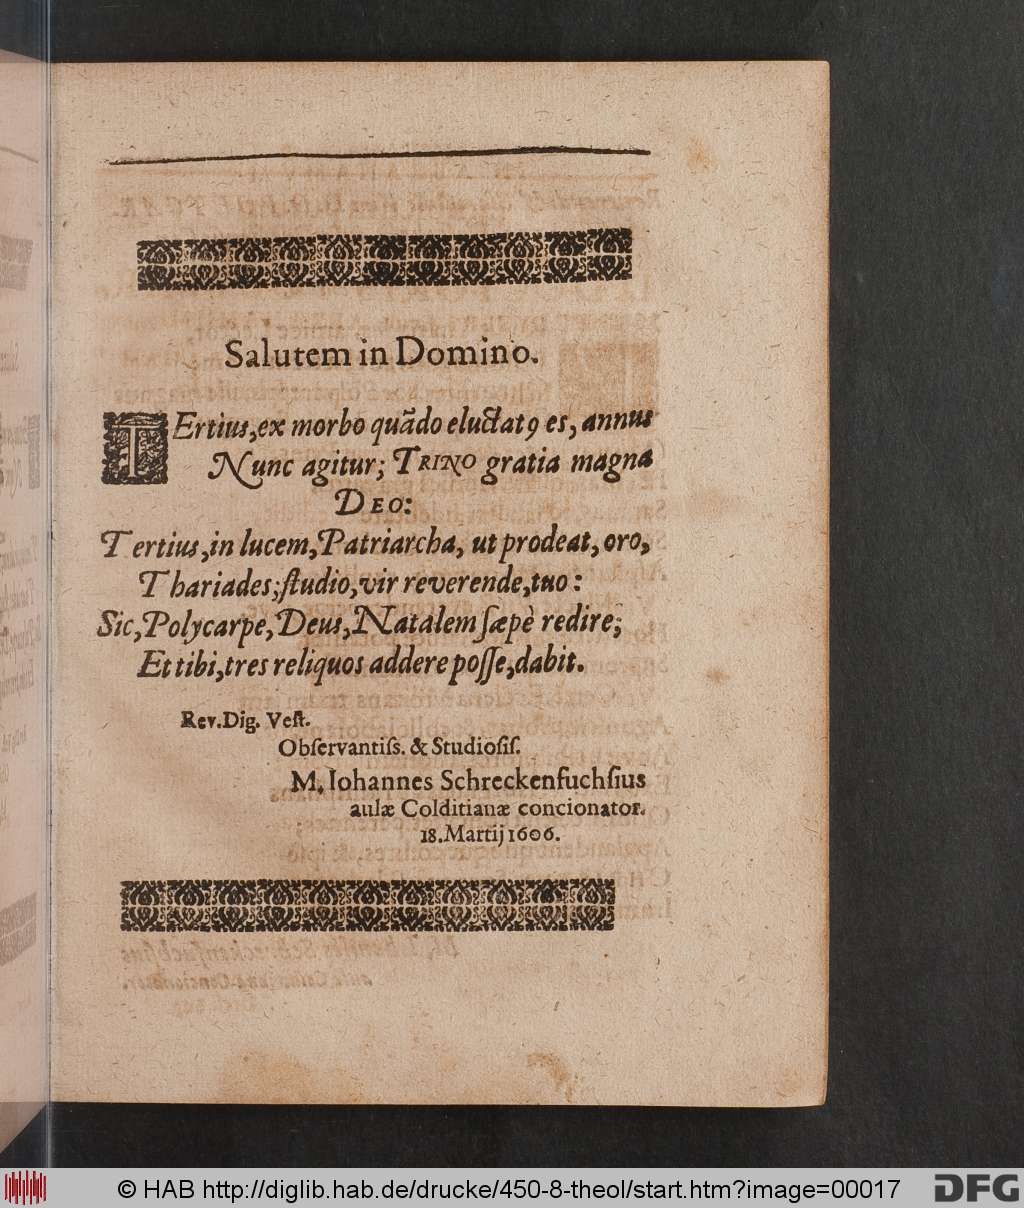 Salutem in Domino.
TErtius, ex morbo quãdo eluctatꝰ es, annus
Nunc agitur; TRINO gratia magna
DEO:
Tertius, in lucem, Patriarcha, ut prodeat, oro,
Thariades; ſtudio, vir reverende, tuo:
Sic, Polycarpe, Deus, Natalem ſæpè redire;
Et tibi, tres reliquos addere poſſe, dabit.
Rev. Dig. Veſt.
Obſervantiſs. & Studioſiſ.
M. Iohannes Schreckenfuchſius
aulæ Colditianæ concionator.
18. Martij 1606.
© HAB http://diglib.hab.de/drucke/450-8-theol/start.htm?image=00017
DFG